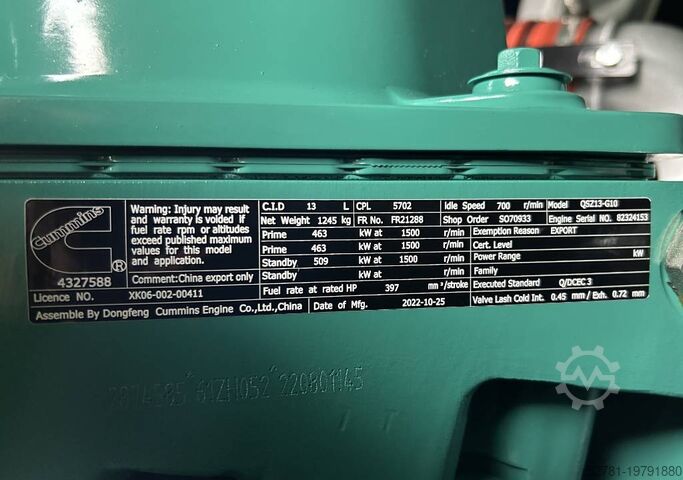 Cummins
C
®
4327588
Warning: Injury may result
and warranty is voided if
fuel rate rpm or altitudes
exceed published maximum
values for this model
and application.
Comment:China export only
Licence NO. XK06-002-00411
Assemble By Dongfeng Cummins Engine Co.,Ltd.,China
C.I.D 13 L CPL 5702 Idle Speed 700 r/min Model QSZ13-G10
Net Weight 1245 kg FR No. FR21288 Shop Order SO70933 Engine Serial NO. 82324153
Prime 463 kW at 1500 r/min Exemption Reason EXPORT
Prime 463 kW at 1500 r/min Cert. Level
Standby 509 kW at 1500 r/min Power Range kW
Standby kW at r/min Family
Fuel rate at rated HP 397 mm³/stroke Executed Standard Q/DCEC 3
Date of Mfg. 2022-10-25 Valve Lash Cold Int. 0.45 mm / Exh. 0.72 mm
61ZH052*220801145
781-19791880